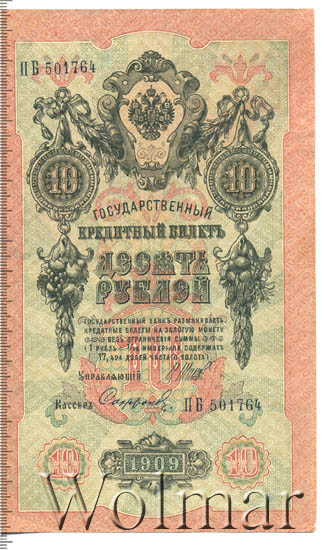 ПБ 501764
10 10
ГОСУДАРСТВЕННЫЙ
КРЕДИТНЫЙ БИЛЕТЪ
ДЕСЯТЬ
РУБЛЕЙ
ГОСУДАРСТВЕННЫЙ БАНКЪ РАЗМѢНИВАЕТЪ
КРЕДИТНЫЕ БИЛЕТЫ НА ЗОЛОТУЮ МОНЕТУ
БЕЗЪ ОГРАНИЧЕНІЯ СУММЫ
(1 РУБЛЬ = 1/15 ИМПЕРІАЛА, СОДЕРЖИТЪ
17,424 ДОЛЕЙ ЧИСТАГО ЗОЛОТА)
УПРАВЛЯЮЩІЙ
10
Кассиръ
ПБ 501764
10 1909 10
Wolmar